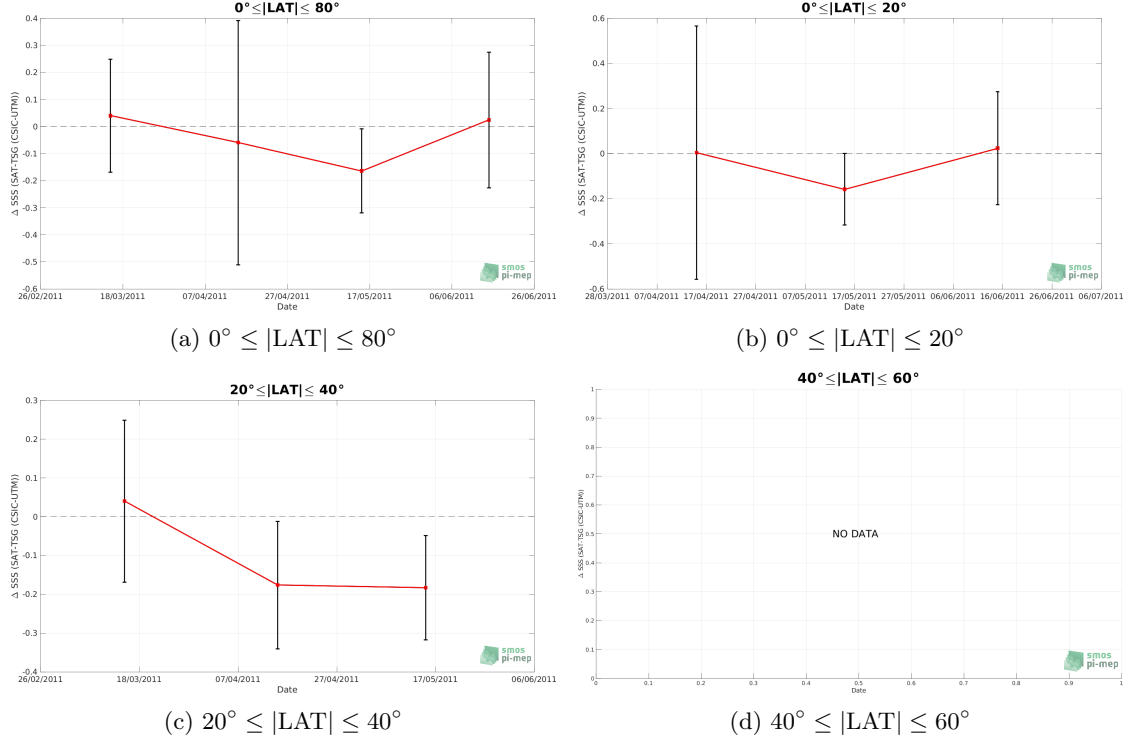 0°≤|LAT|≤ 80°
0.4
0.3
0.2
0.1
0
-0.1
-0.2
-0.3
-0.4
-0.5
-0.6
Δ SSS (SAT-TSG (CSIC-UTM))
26/02/2011 18/03/2011 07/04/2011 27/04/2011 17/05/2011 06/06/2011 26/06/2011
Date
smos
pi-mep
(a) 0° ≤ |LAT| ≤ 80°
0°≤|LAT|≤ 20°
0.6
0.4
0.2
0
-0.2
-0.4
-0.6
Δ SSS (SAT-TSG (CSIC-UTM))
28/03/2011 07/04/2011 17/04/2011 27/04/2011 07/05/2011 17/05/2011 27/05/2011 06/06/2011 16/06/2011 26/06/2011 06/07/2011
Date
smos
pi-mep
(b) 0° ≤ |LAT| ≤ 20°
20°≤|LAT|≤ 40°
0.3
0.2
0.1
0
-0.1
-0.2
-0.3
-0.4
Δ SSS (SAT-TSG (CSIC-UTM))
26/02/2011 18/03/2011 07/04/2011 27/04/2011 17/05/2011 06/06/2011
Date
smos
pi-mep
(c) 20° ≤ |LAT| ≤ 40°
40°≤|LAT|≤ 60°
1
0.9
0.8
0.7
0.6
0.5
0.4
0.3
0.2
0.1
0
Δ SSS (SAT-TSG (CSIC-UTM))
NO DATA
0 0.1 0.2 0.3 0.4 0.5 0.6 0.7 0.8 0.9 1
Date
smos
pi-mep
(d) 40° ≤ |LAT| ≤ 60°